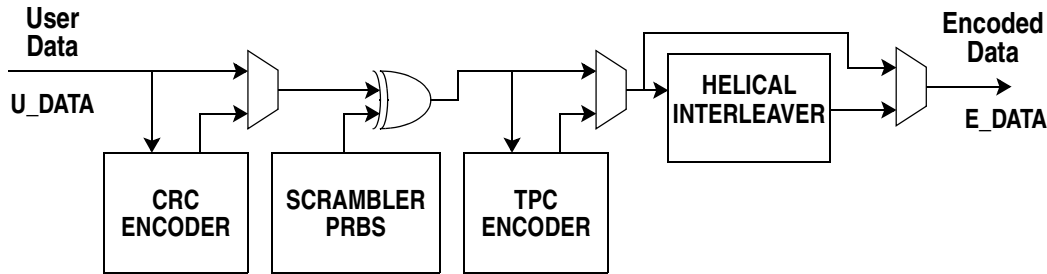 User
Data
U_DATA
CRC
ENCODER
SCRAMBLER
PRBS
TPC
ENCODER
HELICAL
INTERLEAVER
Encoded
Data
E_DATA